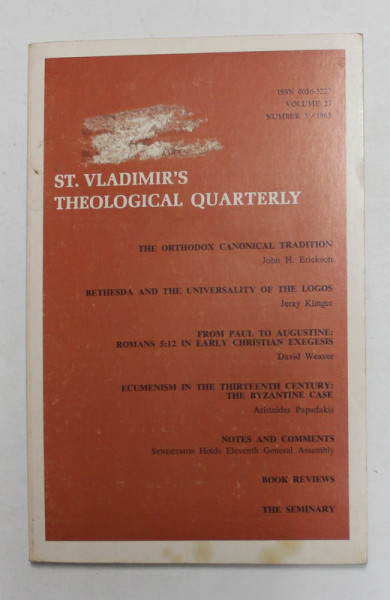 ISSN 0036-3227
VOLUME 27
NUMBER 3 / 1983
ST. VLADIMIR'S
THEOLOGICAL QUARTERLY
THE ORTHODOX CANONICAL TRADITION
John H. Erickson
BETHESDA AND THE UNIVERSALITY OF THE LOGOS
Jerzy Klinger
FROM PAUL TO AUGUSTINE:
ROMANS 5:12 IN EARLY CHRISTIAN EXEGESIS
David Weaver
ECUMENISM IN THE THIRTEENTH CENTURY:
THE BYZANTINE CASE
Aristeides Papadakis
NOTES AND COMMENTS
SYNDESMOS Holds Eleventh General Assembly
BOOK REVIEWS
THE SEMINARY